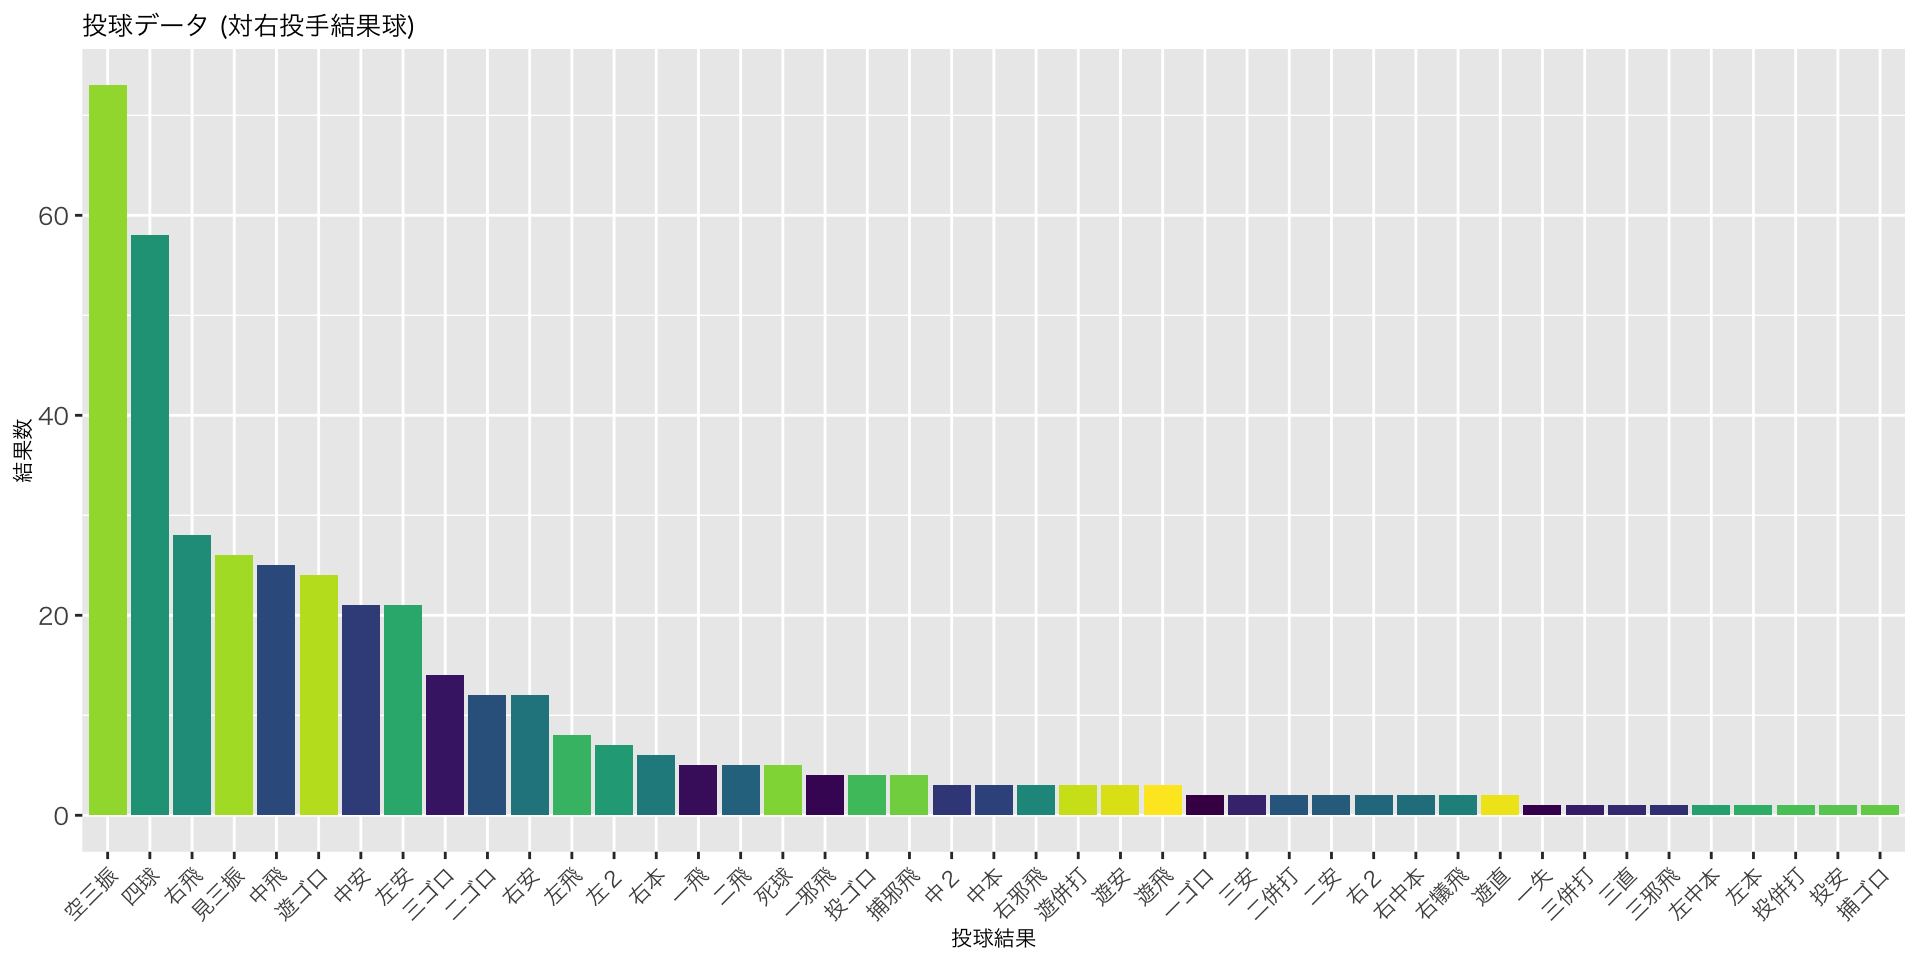 投球データ (対右投手結果球)
結果数
60
40
20
0
空三振
四球
右飛
見三振
中飛
遊ゴロ
中安
左安
三ゴロ
二ゴロ
右安
左飛
左２
右本
一飛
二飛
死球
一邪飛
投ゴロ
捕邪飛
中２
中本
右邪飛
遊併打
遊安
遊飛
一ゴロ
三安
二併打
二安
右２
右中本
右犠飛
遊直
一失
三併打
三直
三邪飛
左中本
左本
投併打
投安
捕ゴロ
投球結果